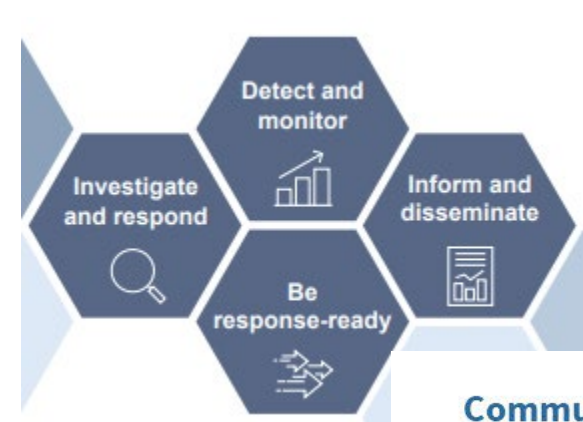 Detect and
monitor
Investigate
and respond
Inform and
disseminate
Be
response-ready